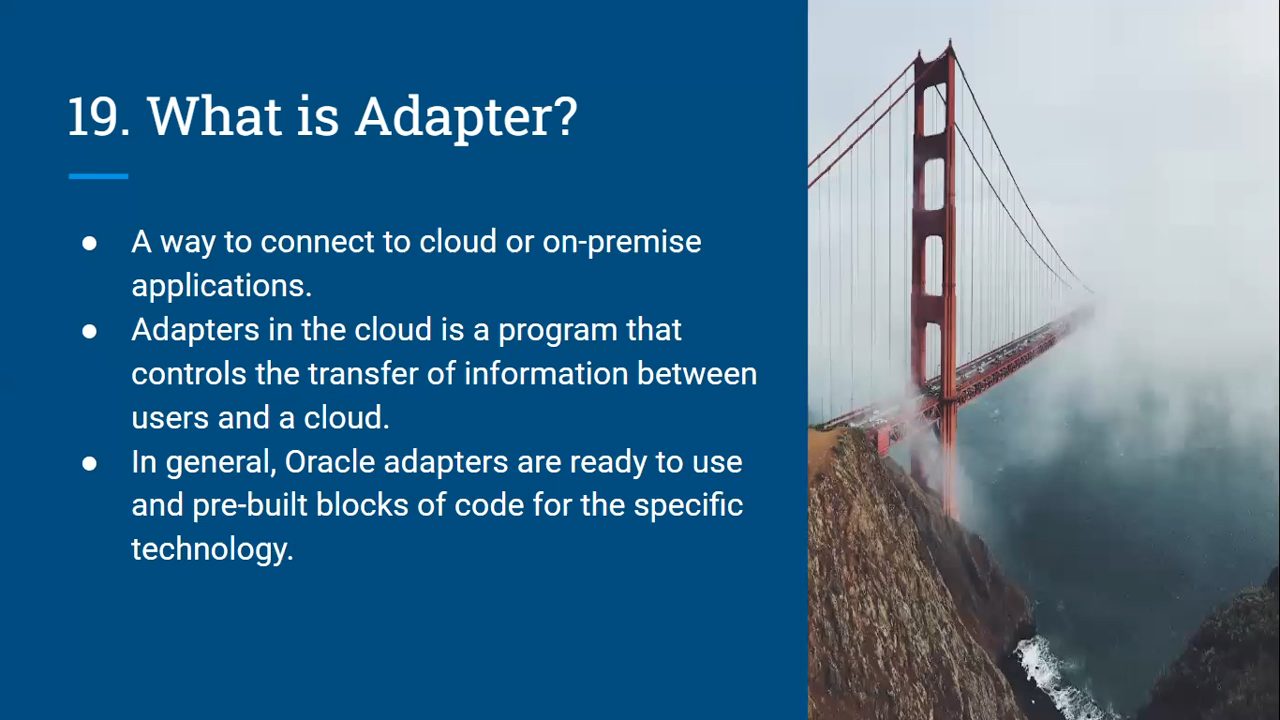 19. What is Adapter?
● A way to connect to cloud or on-premise
applications.
● Adapters in the cloud is a program that
controls the transfer of information between
users and a cloud.
● In general, Oracle adapters are ready to use
and pre-built blocks of code for the specific
technology.